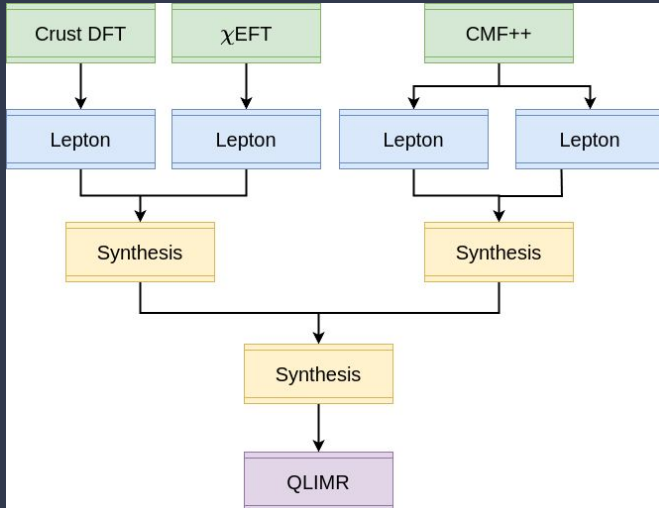 Crust DFT
χEFT
CMF++
Lepton
Lepton
Lepton
Lepton
Synthesis
Synthesis
Synthesis
QLIMR